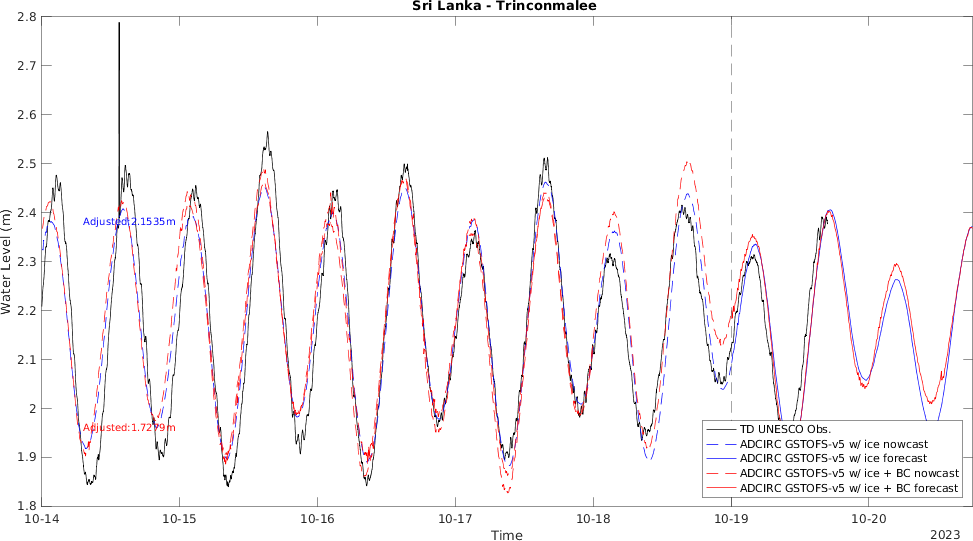 Sri Lanka - Trinconmalee
2.8
2.7
2.6
2.5
2.4
2.3
2.2
2.1
2
1.9
1.8
Water Level (m)
Adjusted:2.1535m
Adjusted:1.7279m
TD UNESCO Obs.
ADCIRC GSTOFS-v5 w/ ice nowcast
ADCIRC GSTOFS-v5 w/ ice forecast
ADCIRC GSTOFS-v5 w/ ice + BC nowcast
ADCIRC GSTOFS-v5 w/ ice + BC forecast
10-14 10-15 10-16 10-17 10-18 10-19 10-20
Time
2023